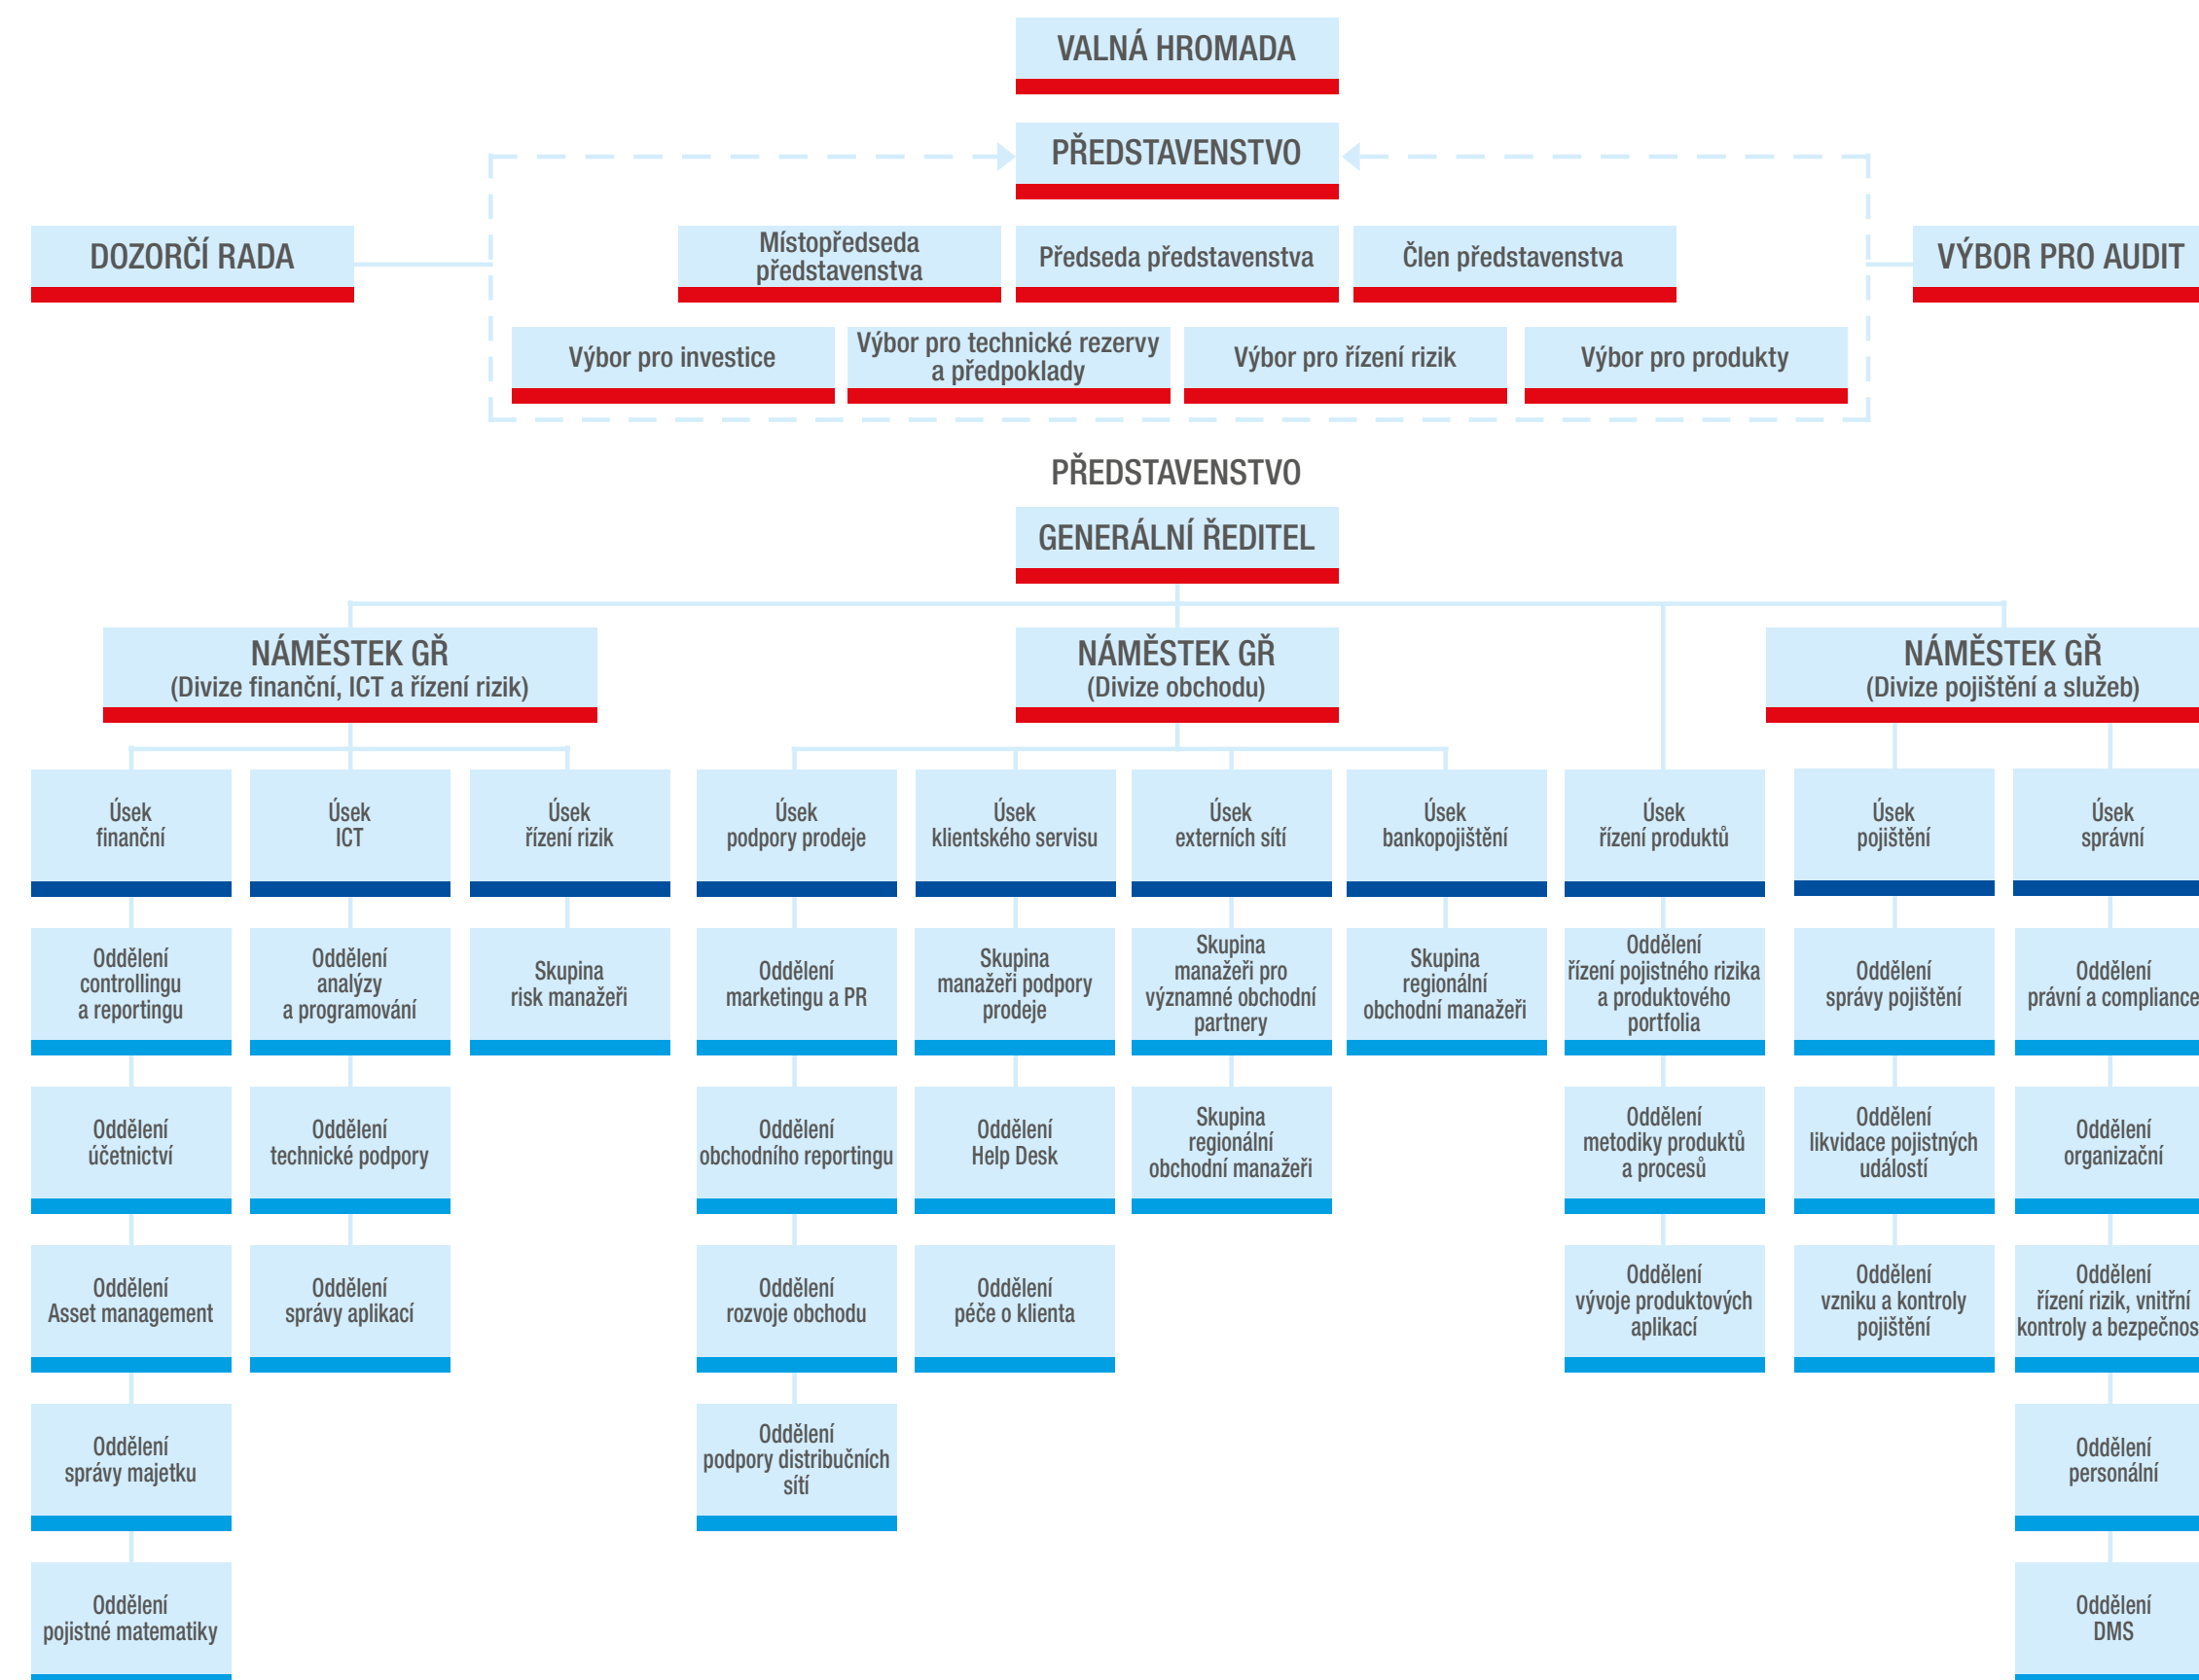 VALNÁ HROMADA
PŘEDSTAVENSTVO
DOZORČÍ RADA
Místopředseda
představenstva
Předseda představenstva
Člen představenstva
VÝBOR PRO AUDIT
Výbor pro investice
Výbor pro technické rezervy
a předpoklady
Výbor pro řízení rizik
Výbor pro produkty
PŘEDSTAVENSTVO
GENERÁLNÍ ŘEDITEL
NÁMĚSTEK GŘ
(Divize finanční, ICT a řízení rizik)
NÁMĚSTEK GŘ
(Divize obchodu)
NÁMĚSTEK GŘ
(Divize pojištění a služeb)
Úsek
finanční
Úsek
ICT
Úsek
řízení rizik
Úsek
podpory prodeje
Úsek
klientského servisu
Úsek
externích sítí
Úsek
bankopojištění
Úsek
řízení produktů
Úsek
pojištění
Úsek
správní
Oddělení
controllingu
a reportingu
Oddělení
analýzy
a programování
Skupina
risk manažeři
Oddělení
marketingu a PR
Skupina
manažeři podpory
prodeje
Skupina
manažeři pro
významné obchodní
partnery
Skupina
regionální
obchodní manažeři
Oddělení
řízení pojistného rizika
a produktového
portfolia
Oddělení
správy pojištění
Oddělení
právní a compliance
Oddělení
účetnictví
Oddělení
technické podpory
Oddělení
obchodního reportingu
Oddělení
Help Desk
Skupina
regionální
obchodní manažeři
Oddělení
metodiky produktů
a procesů
Oddělení
likvidace pojistných
událostí
Oddělení
organizační
Oddělení
Asset management
Oddělení
správy aplikací
Oddělení
rozvoje obchodu
Oddělení
péče o klienta
Oddělení
vývoje produktových
aplikací
Oddělení
vzniku a kontroly
pojištění
Oddělení
řízení rizik, vnitřní
kontroly a bezpečnos
Oddělení
správy majetku
Oddělení
podpory distribučních
sítí
Oddělení
personální
Oddělení
pojistné matematiky
Oddělení
DMS